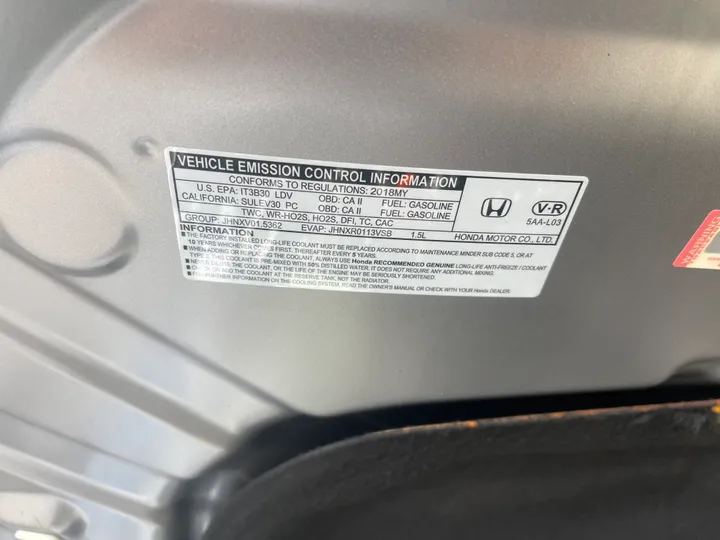 VEHICLE EMISSION CONTROL INFORMATION
CONFORMS TO REGULATIONS: 2018MY
U.S. EPA: IT3B30 LDV OBD: CA II FUEL: GASOLINE
CALIFORNIA: SULEV30 PC OBD: CA II FUEL: GASOLINE
TWC, WR-HO2S, HO2S, DI, TC, CAC
GROUP: JHNXV01.5362 EVAP: JHNXR0113VSB 1.5L
V-R
5AA-L03
HONDA MOTOR CO., LTD.
INFORMATION
■ THE FACTORY INSTALLED LONG-LIFE COOLANT MUST BE REPLACED ACCORDING TO MAINTENANCE MINDER SUB CODE 5, OR AT
10 YEARS WHICHEVER COMES FIRST, THEREAFTER EVERY 5 YEARS.
■ WHEN ADDING OR REPLACING THE COOLANT, ALWAYS USE Honda RECOMMENDED GENUINE LONG-LIFE ANTI-FREEZE / COOLANT
TYPE 2. THIS COOLANT IS PRE-MIXED WITH 50% DISTILLED WATER, IT DOES NOT REQUIRE ANY ADDITIONAL MIXING.
■ NEVER DILUTE THE COOLANT, OR THE LIFE OF THE ENGINE MAY BE SERIOUSLY SHORTENED.
■ CHECK/ADD COOLANT AT THE RESERVE TANK, NOT THE RADIATOR.
■ FOR FURTHER INFORMATION ON THE COOLING SYSTEM, READ THE OWNER'S MANUAL OR CHECK WITH YOUR Honda DEALER.
WARNING